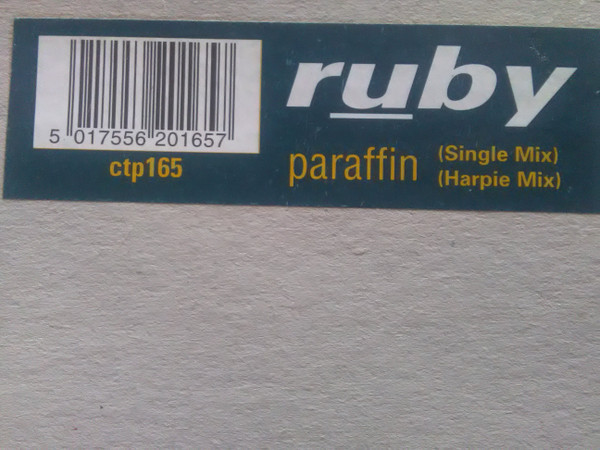 5 017556 201657
ctp165
ruby
paraffin
(Single Mix)
(Harpie Mix)